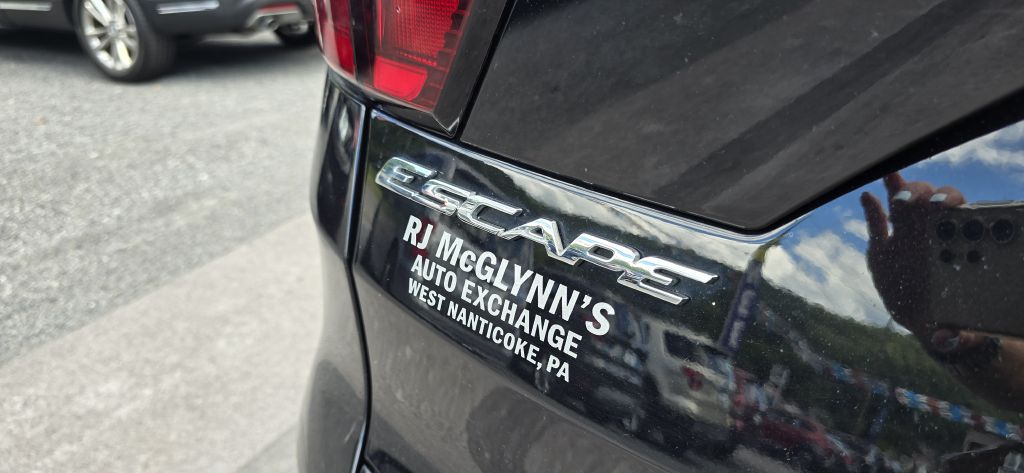 ESCAPE
RJ McGLYNN'S
AUTO EXCHANGE
WEST NANTICOKE, PA